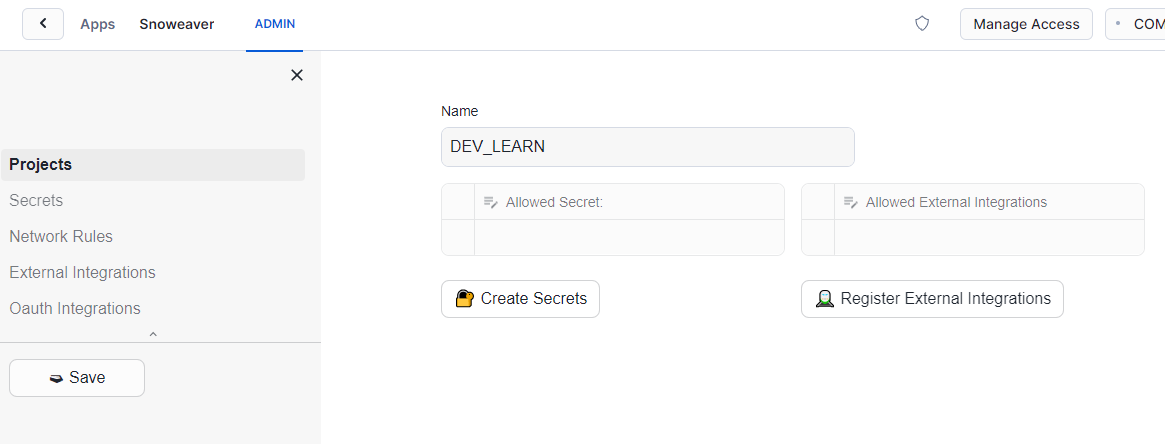 Apps Snoweaver ADMIN Manage Access
Projects
Secrets
Network Rules
External Integrations
Oauth Integrations
Save
Name
DEV_LEARN
Allowed Secret: Allowed External Integrations
Create Secrets Register External Integrations